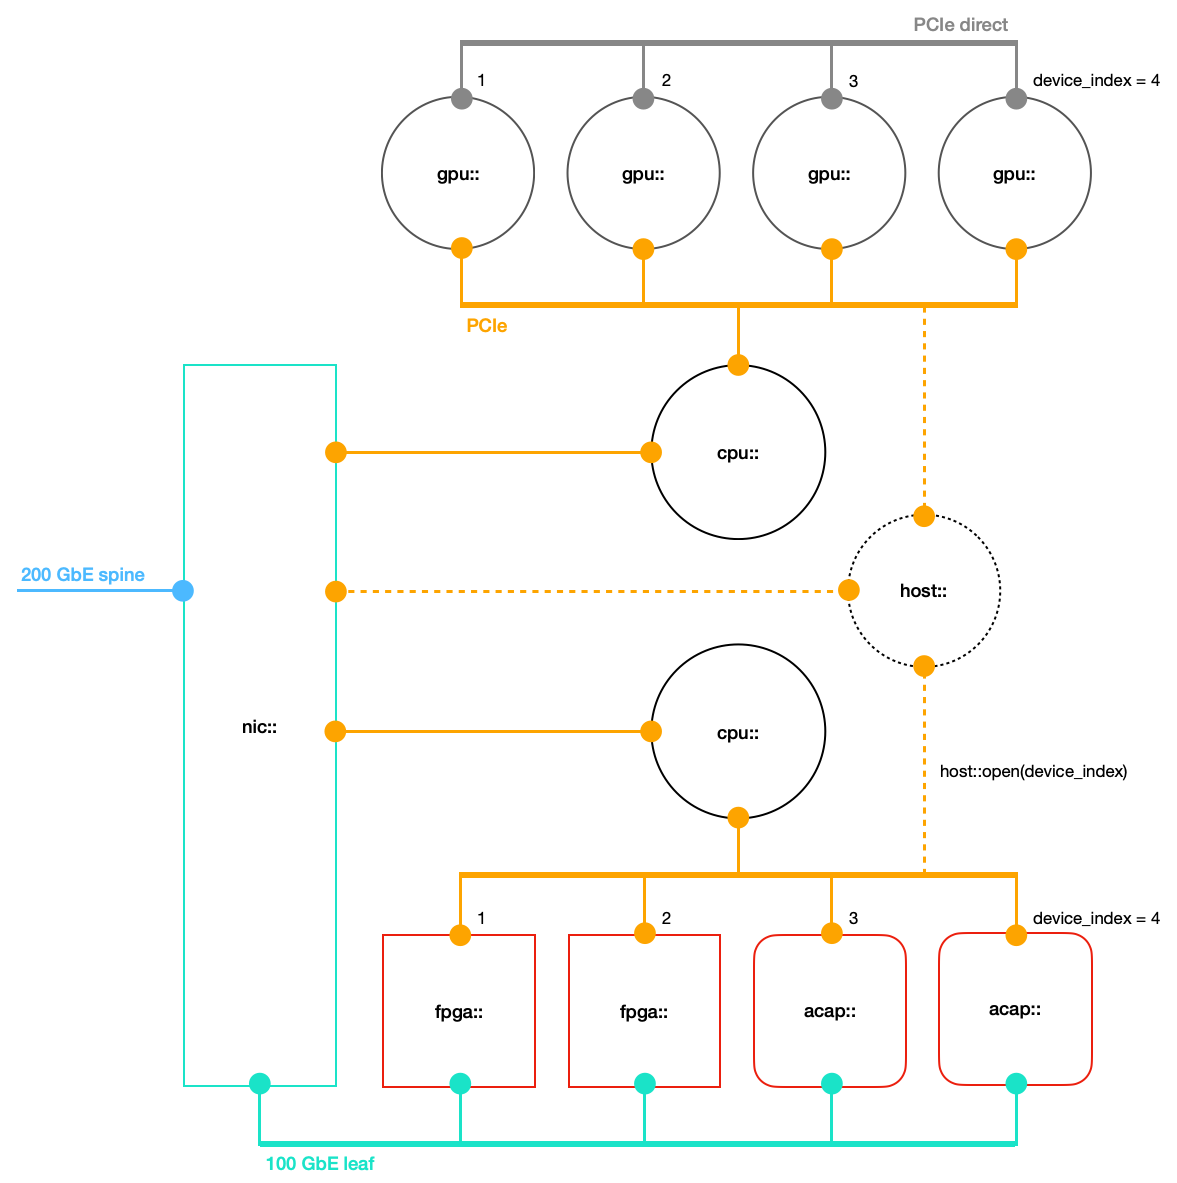 PCIe direct
1
2
3
device_index = 4
gpu::
gpu::
gpu::
gpu::
PCIe
cpu::
200 GbE spine
host::
nic::
cpu::
host::open(device_index)
1
2
3
device_index = 4
fpga::
fpga::
acap::
acap::
100 GbE leaf